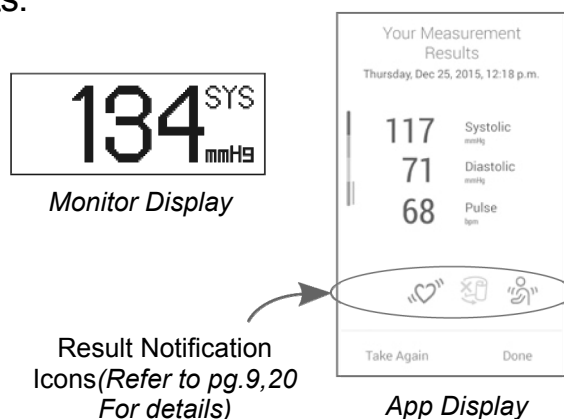 134
SYS
mmHg
Monitor Display
Result Notification
Icons(Refer to pg.9,20
For details)
Your Measurement
Results
Thursday, Dec 25, 2015, 12:18 p.m.
117 Systolic
mmHg
71 Diastolic
mmHg
68 Pulse
bpm
Take Again Done
App Display